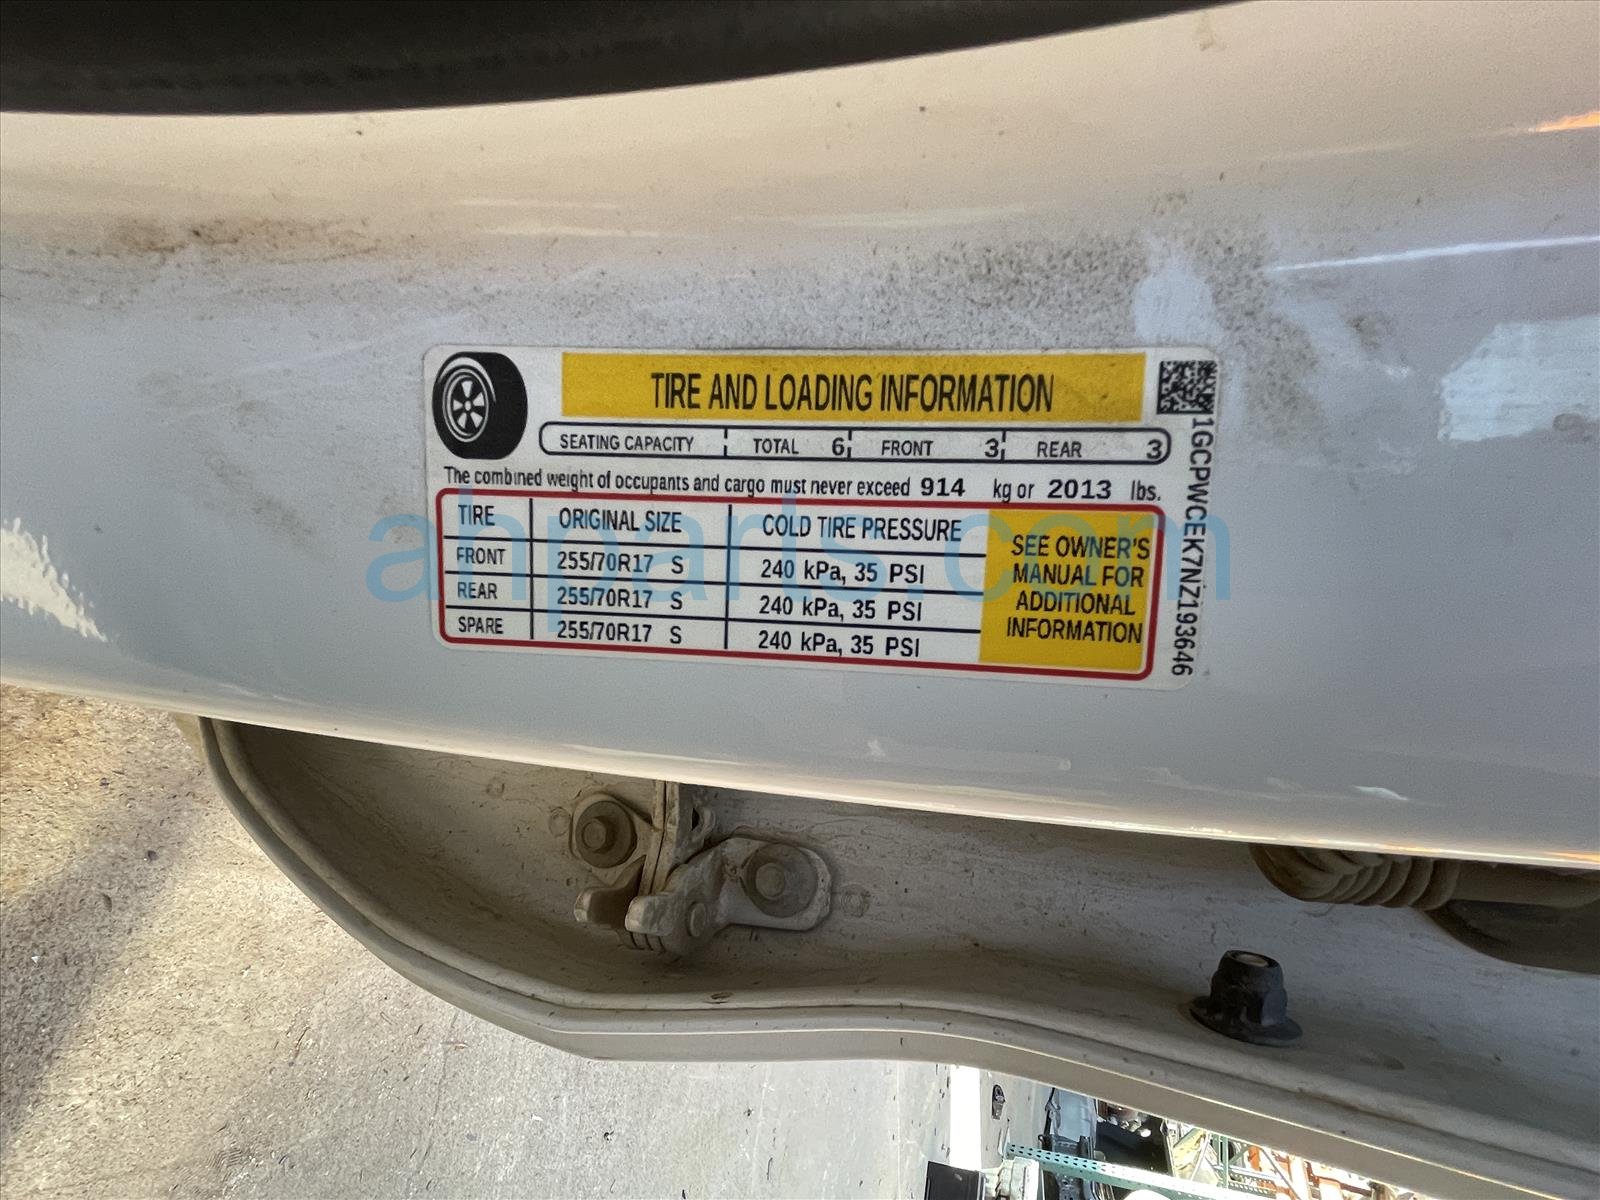 TIRE AND LOADING INFORMATION
SEATING CAPACITY TOTAL 6 FRONT 3 REAR 3
The combined weight of occupants and cargo must never exceed 914 kg or 2013 lbs.
TIRE ORIGINAL SIZE COLD TIRE PRESSURE
FRONT 255/70R17 S 240 kPa, 35 PSI
REAR 255/70R17 S 240 kPa, 35 PSI
SPARE 255/70R17 S 240 kPa, 35 PSI
SEE OWNER'S
MANUAL FOR
ADDITIONAL
INFORMATION
1GCPWCEK7NZ193646
ahparts.com